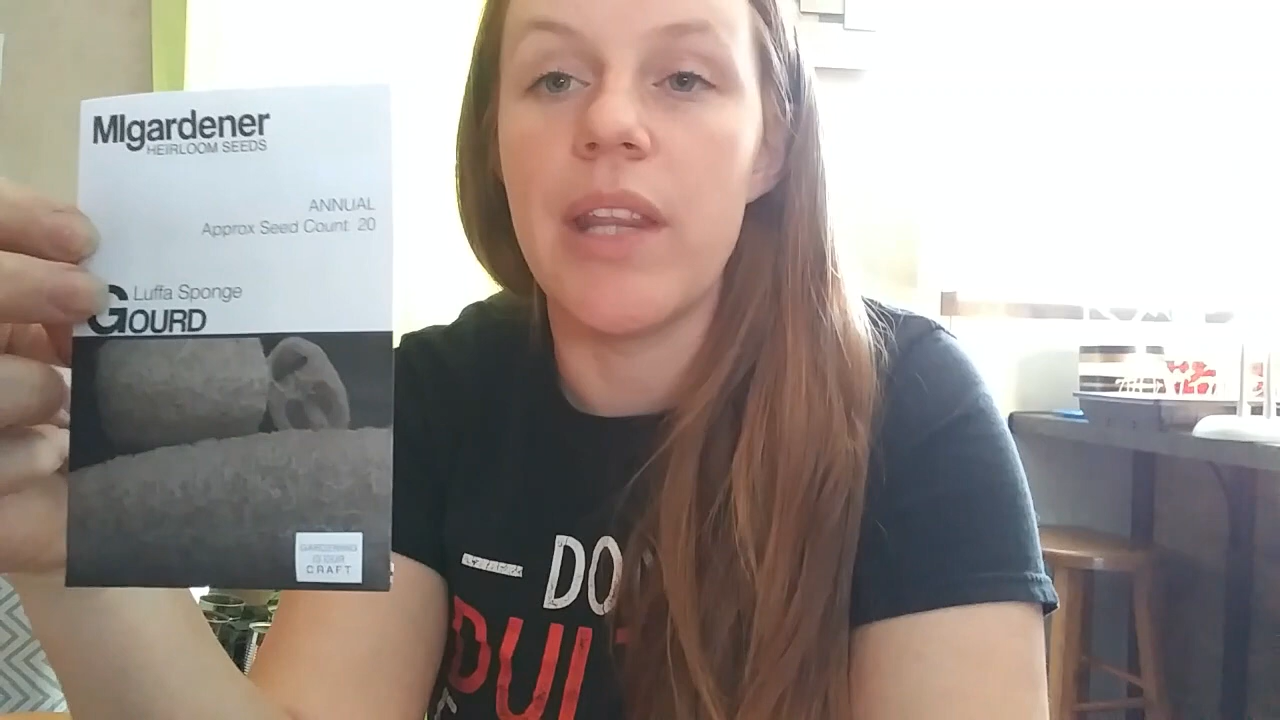 MIgardener
HEIRLOOM SEEDS
ANNUAL
Approx Seed Count 20
Luffa Sponge
GOURD
GARDENING
IS OUR
CRAFT
DO
DUL